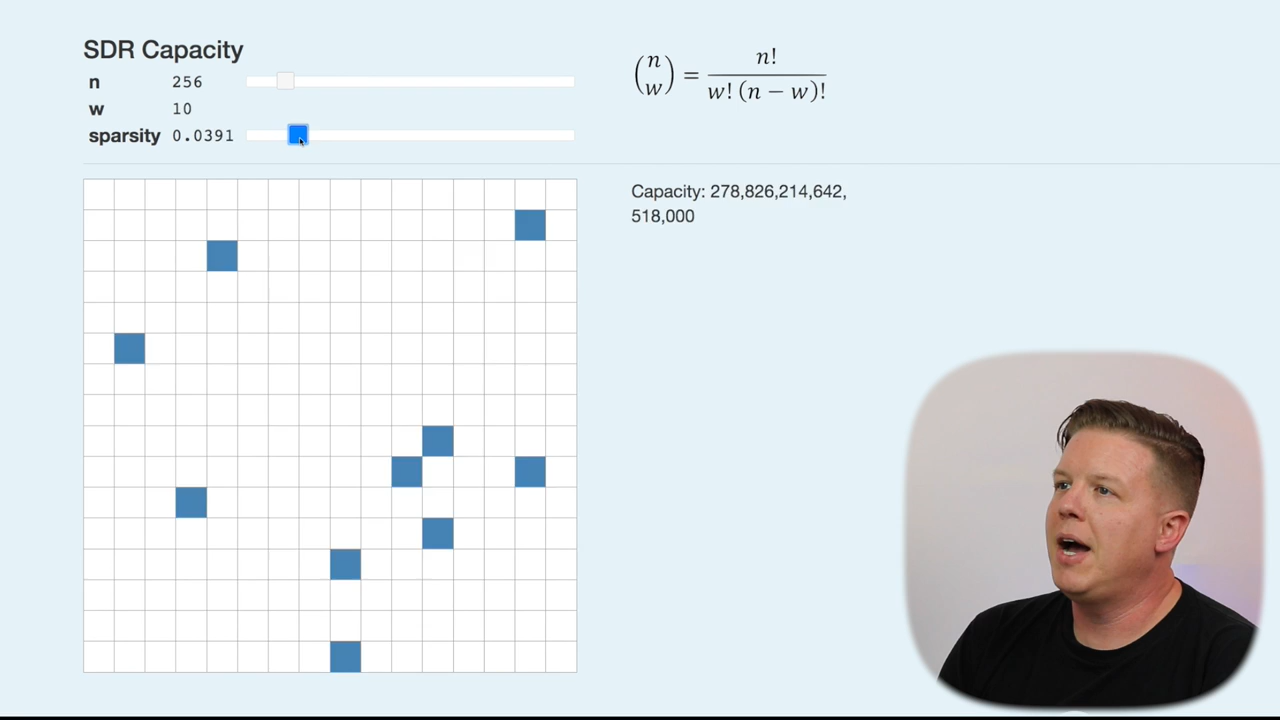 SDR Capacity
n 256
w 10
sparsity 0.0391
(n w) = n! / w! (n − w)!
Capacity: 278,826,214,642,
518,000